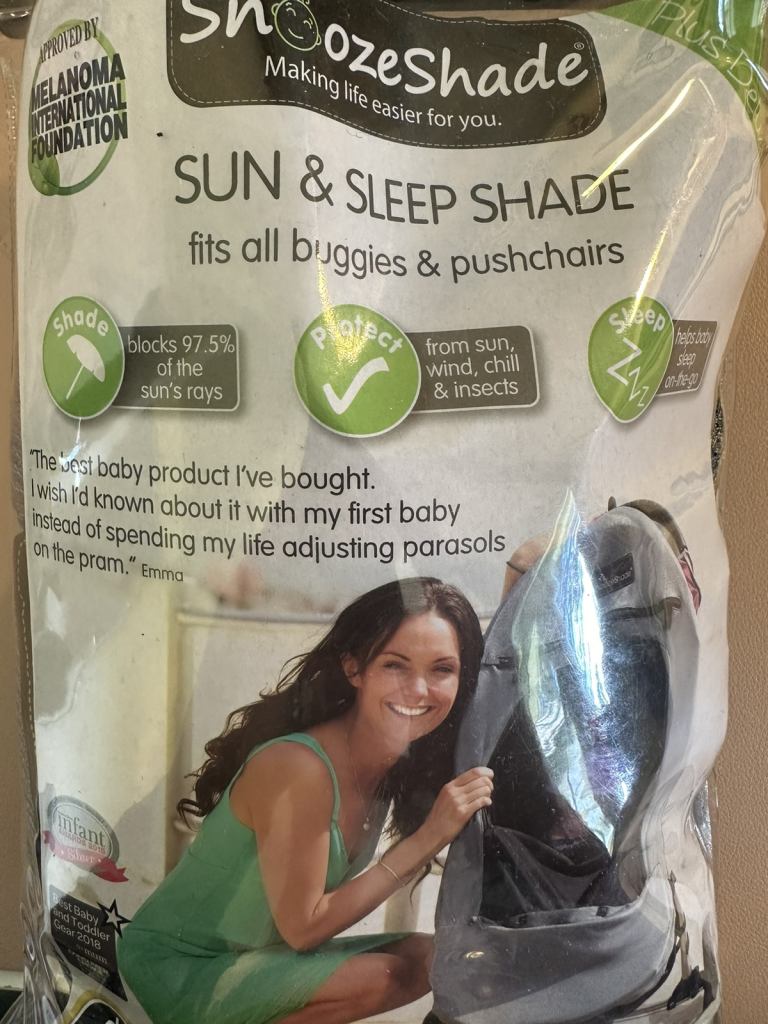 SnoozeShade®
Making life easier for you.
APPROVED BY
MELANOMA
INTERNATIONAL
FOUNDATION
SUN & SLEEP SHADE
fits all buggies & pushchairs
Shade
blocks 97.5%
of the
sun's rays
Protect
from sun,
wind, chill
& insects
Sleep
ZZZ
helps baby
sleep
on-the-go
"The best baby product I've bought.
I wish I'd known about it with my first baby
instead of spending my life adjusting parasols
on the pram." Emma
infant
silver
Best Baby
and Toddler
Gear 2018